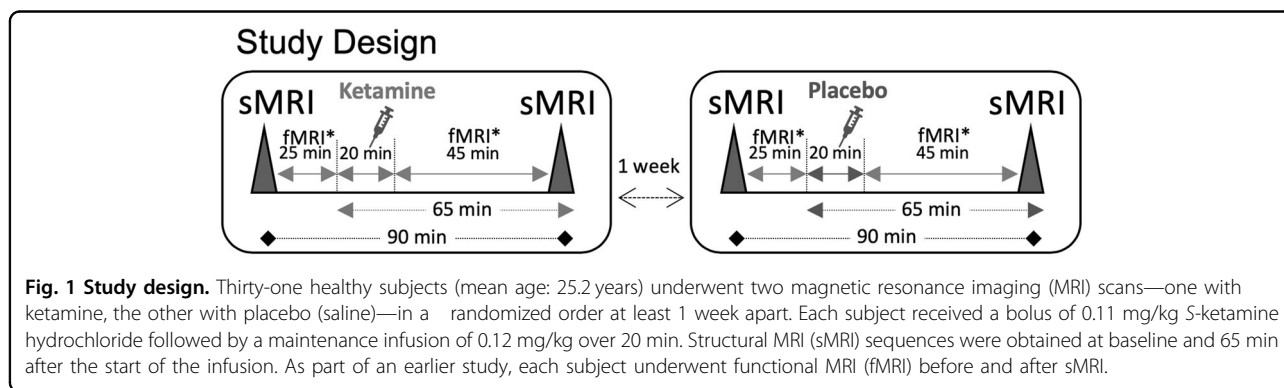 Study Design
sMRI Ketamine sMRI
fMRI* fMRI*
25 min 20 min 45 min
65 min
90 min
1 week
sMRI Placebo sMRI
fMRI* fMRI*
25 min 20 min 45 min
65 min
90 min
Fig. 1 Study design. Thirty-one healthy subjects (mean age: 25.2 years) underwent two magnetic resonance imaging (MRI) scans—one with
ketamine, the other with placebo (saline)—in a randomized order at least 1 week apart. Each subject received a bolus of 0.11 mg/kg S-ketamine
hydrochloride followed by a maintenance infusion of 0.12 mg/kg over 20 min. Structural MRI (sMRI) sequences were obtained at baseline and 65 min
after the start of the infusion. As part of an earlier study, each subject underwent functional MRI (fMRI) before and after sMRI.